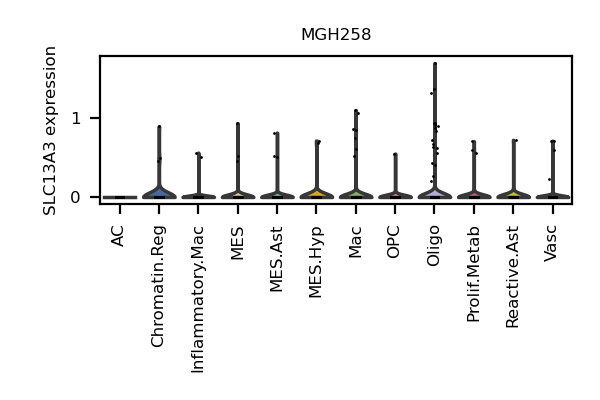 MGH258
SLC13A3 expression
1
0
AC
Chromatin.Reg
Inflammatory.Mac
MES
MES.Ast
MES.Hyp
Mac
OPC
Oligo
Prolif.Metab
Reactive.Ast
Vasc